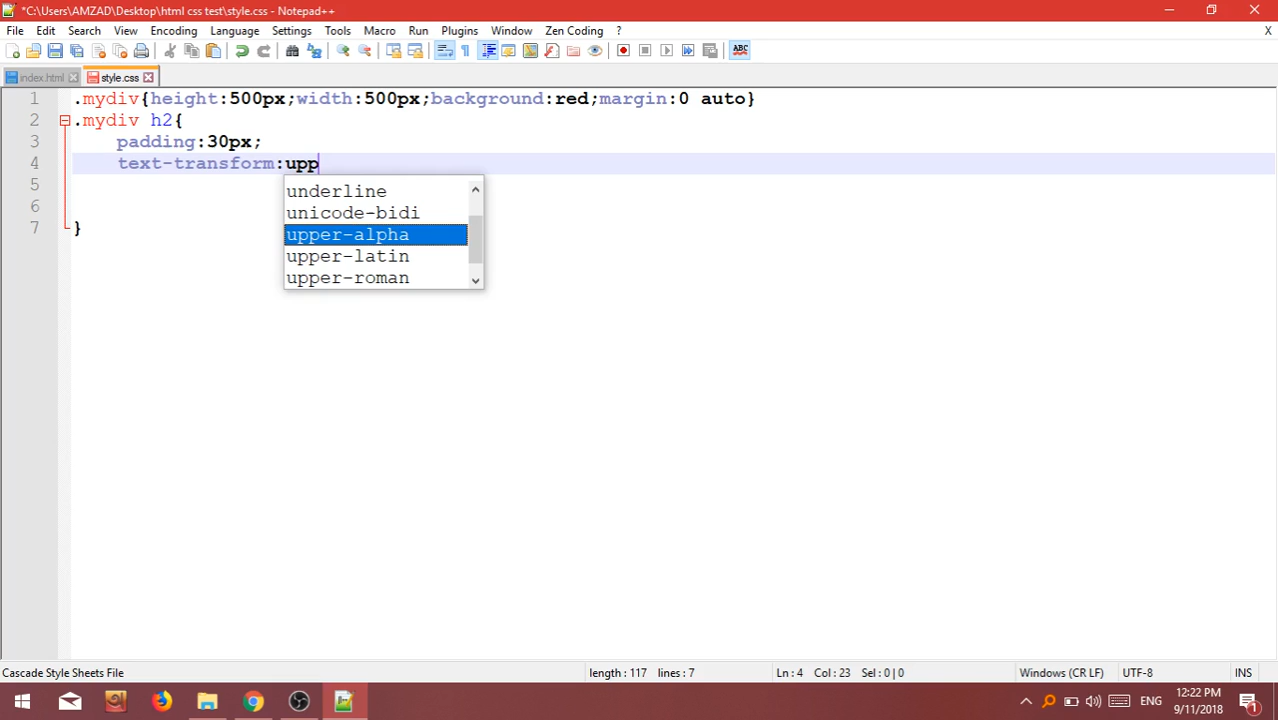 *C:\Users\AMZAD\Desktop\html css test\style.css - Notepad++
File Edit Search View Encoding Language Settings Tools Macro Run Plugins Window Zen Coding ? X
ABC
index.html style.css
1 .mydiv{height:500px;width:500px;background:red;margin:0 auto}
2 .mydiv h2{
3 padding:30px;
4 text-transform:upp
5 underline
unicode-bidi
6
7 }
upper-alpha
upper-latin
upper-roman
Cascade Style Sheets File length : 117 lines : 7 Ln : 4 Col : 23 Sel : 0 | 0 Windows (CR LF) UTF-8 INS
ENG 12:22 PM
9/11/2018 1